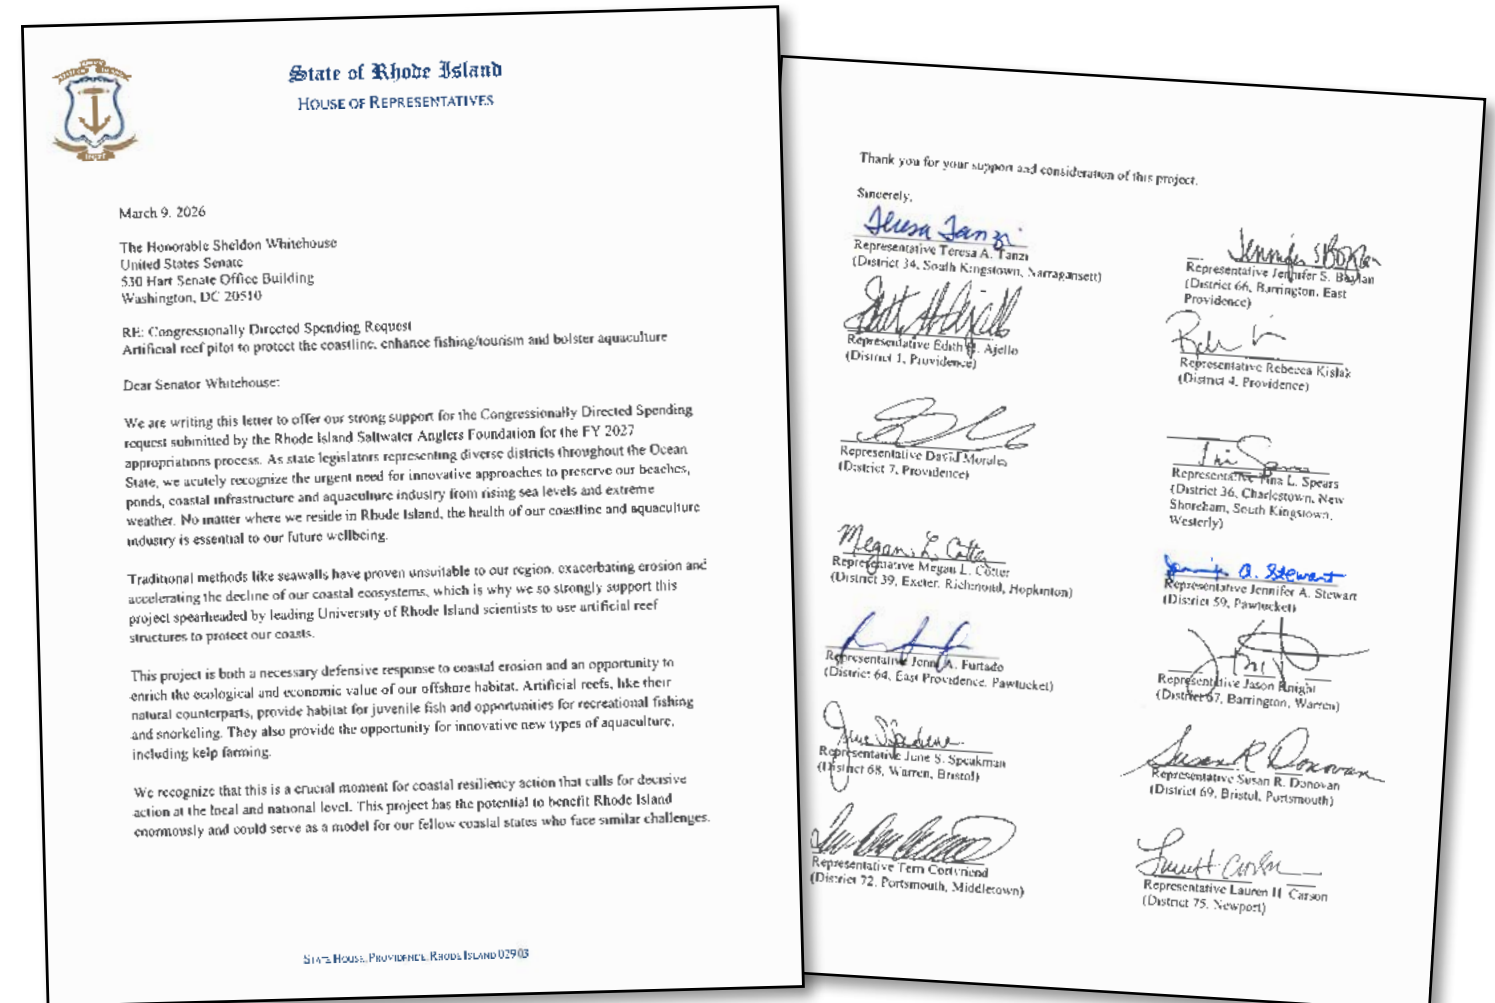 State of Rhode Island
HOUSE OF REPRESENTATIVES
March 9, 2026
The Honorable Sheldon Whitehouse
United States Senate
530 Hart Senate Office Building
Washington, DC 20510
RE: Congressionally Directed Spending Request
Artificial reef pilot to protect the coastline, enhance fishing/tourism and bolster aquaculture
Dear Senator Whitehouse:
We are writing this letter to offer our strong support for the Congressionally Directed Spending
request submitted by the Rhode Island Saltwater Anglers Foundation for the FY 2027
appropriations process. As state legislators representing diverse districts throughout the Ocean
State, we acutely recognize the urgent need for innovative approaches to preserve our beaches,
ponds, coastal infrastructure and aquaculture industry from rising sea levels and extreme
weather. No matter where we reside in Rhode Island, the health of our coastline and aquaculture
industry is essential to our future wellbeing.
Traditional methods like seawalls have proven unsuitable to our region, exacerbating erosion and
accelerating the decline of our coastal ecosystems, which is why we so strongly support this
project spearheaded by leading University of Rhode Island scientists to use artificial reef
structures to protect our coasts.
This project is both a necessary defensive response to coastal erosion and an opportunity to
enrich the ecological and economic value of our offshore habitat. Artificial reefs, like their
natural counterparts, provide habitat for juvenile fish and opportunities for recreational fishing
and snorkeling. They also provide the opportunity for innovative new types of aquaculture,
including kelp farming.
We recognize that this is a crucial moment for coastal resiliency action that calls for decisive
action at the local and national level. This project has the potential to benefit Rhode Island
enormously and could serve as a model for our fellow coastal states who face similar challenges.
STATE HOUSE, PROVIDENCE, RHODE ISLAND 02903
Thank you for your support and consideration of this project.
Sincerely,
Teresa Tanzi
Representative Teresa A. Tanzi
(District 34, South Kingstown, Narragansett)
Representative Jennifer S. Boylan
(District 66, Barrington, East
Providence)
Representative Edith H. Ajello
(District 1, Providence)
Representative Rebecca Kislak
(District 4, Providence)
Representative David Morales
(District 7, Providence)
Tina Spears
Representative Tina L. Spears
(District 36, Charlestown, New
Shoreham, South Kingstown,
Westerly)
Megan L. Cotter
Representative Megan L. Cotter
(District 39, Exeter, Richmond, Hopkinton)
Jennifer A. Stewart
Representative Jennifer A. Stewart
(District 59, Pawtucket)
Representative Jenni A. Furtado
(District 64, East Providence, Pawtucket)
Representative Jason Knight
(District 67, Barrington, Warren)
June Speakman
Representative June S. Speakman
(District 68, Warren, Bristol)
Susan R Donovan
Representative Susan R. Donovan
(District 69, Bristol, Portsmouth)
Representative Terri Cortvriend
(District 72, Portsmouth, Middletown)
Lauren H. Carson
Representative Lauren H. Carson
(District 75, Newport)